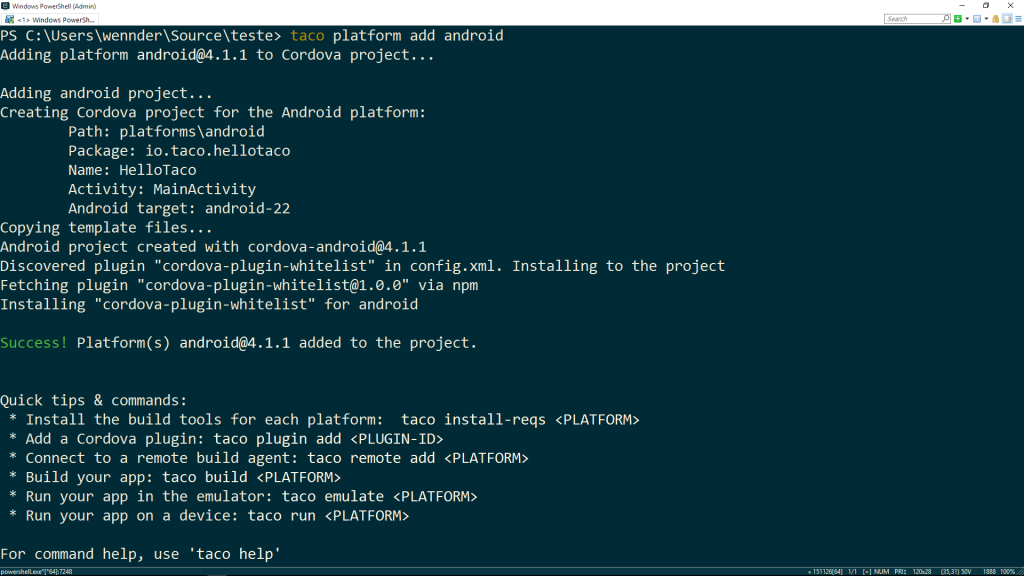 Windows PowerShell (Admin)
<1> Windows PowerSh...
Search
PS C:\Users\wennder\Source\teste> taco platform add android
Adding platform android@4.1.1 to Cordova project...
Adding android project...
Creating Cordova project for the Android platform:
Path: platforms\android
Package: io.taco.hellotaco
Name: HelloTaco
Activity: MainActivity
Android target: android-22
Copying template files...
Android project created with cordova-android@4.1.1
Discovered plugin "cordova-plugin-whitelist" in config.xml. Installing to the project
Fetching plugin "cordova-plugin-whitelist@1.0.0" via npm
Installing "cordova-plugin-whitelist" for android
Success! Platform(s) android@4.1.1 added to the project.
Quick tips & commands:
* Install the build tools for each platform:  taco install-reqs <PLATFORM>
* Add a Cordova plugin: taco plugin add <PLUGIN-ID>
* Connect to a remote build agent: taco remote add <PLATFORM>
* Build your app: taco build <PLATFORM>
* Run your app in the emulator: taco emulate <PLATFORM>
* Run your app on a device: taco run <PLATFORM>
For command help, use 'taco help'
powershell.exe*[*64]:7248
« 151126[64] 1/1 [+] NUM PRI: 120x28 (35,31) 50V 1888 100%